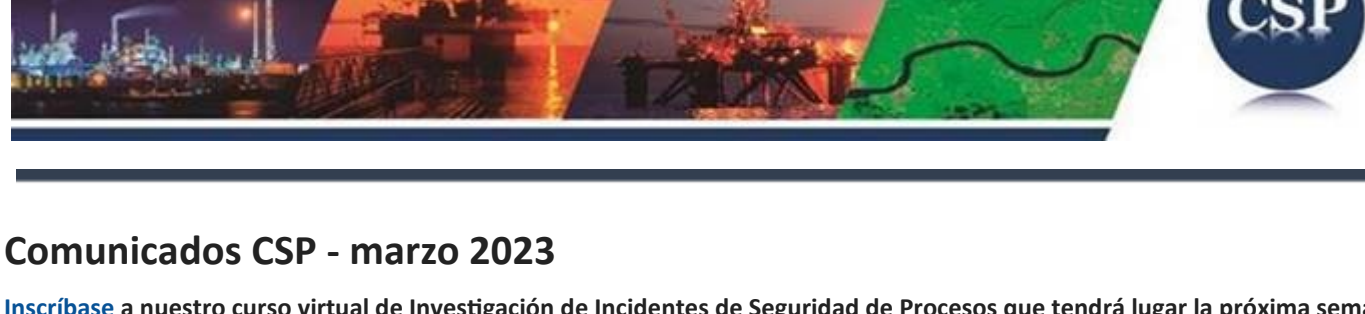 CSP
Comunicados CSP - marzo 2023
Inscríbase a nuestro curso virtual de Investigación de Incidentes de Seguridad de Procesos que tendrá lugar la próxima